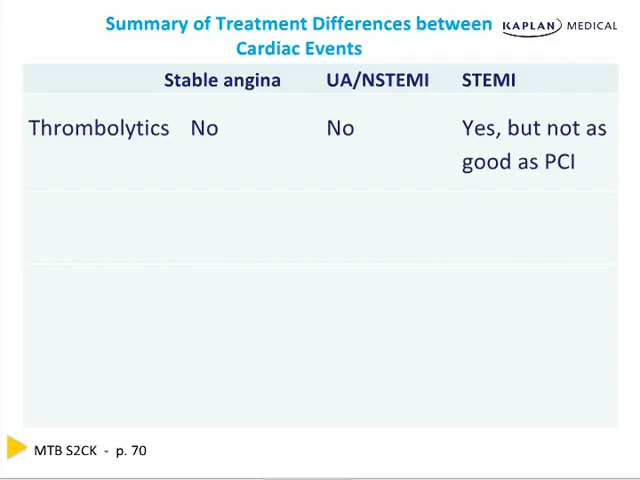 Summary of Treatment Differences between
Cardiac Events
KAPLAN MEDICAL
Stable angina UA/NSTEMI STEMI
Thrombolytics No No Yes, but not as
good as PCI
MTB S2CK - p. 70